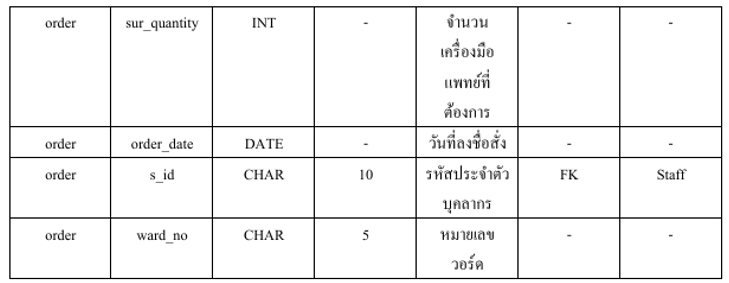 order sur_quantity INT - จำนวน - -
เครื่องมือ
แพทย์ที่
ต้องการ
order order_date DATE - วันที่ลงชื่อสั่ง - -
order s_id CHAR 10 รหัสประจำตัว FK Staff
บุคลากร
order ward_no CHAR 5 หมายเลข - -
วอร์ด